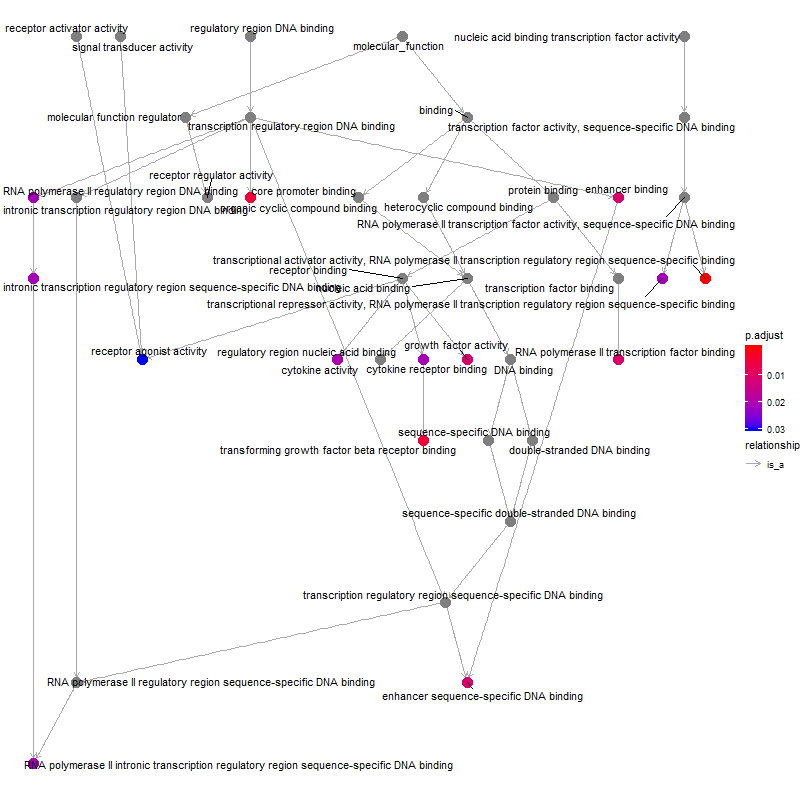 receptor activator activity
regulatory region DNA binding
molecular_function
nucleic acid binding transcription factor activity
signal transducer activity
molecular function regulator
transcription regulatory region DNA binding
binding
transcription factor activity, sequence-specific DNA binding
receptor regulator activity
RNA polymerase II regulatory region DNA binding
core promoter binding
protein binding
enhancer binding
intronic transcription regulatory region DNA binding
organic cyclic compound binding
heterocyclic compound binding
RNA polymerase II transcription factor activity, sequence-specific DNA binding
transcriptional activator activity, RNA polymerase II transcription regulatory region sequence-specific binding
receptor binding
intronic transcription regulatory region sequence-specific DNA binding
nucleic acid binding
transcription factor binding
transcriptional repressor activity, RNA polymerase II transcription regulatory region sequence-specific binding
receptor agonist activity
regulatory region nucleic acid binding
growth factor activity
RNA polymerase II transcription factor binding
cytokine activity
cytokine receptor binding
DNA binding
sequence-specific DNA binding
transforming growth factor beta receptor binding
double-stranded DNA binding
sequence-specific double-stranded DNA binding
transcription regulatory region sequence-specific DNA binding
RNA polymerase II regulatory region sequence-specific DNA binding
enhancer sequence-specific DNA binding
RNA polymerase II intronic transcription regulatory region sequence-specific DNA binding
p.adjust
0.01
0.02
0.03
relationship
is_a